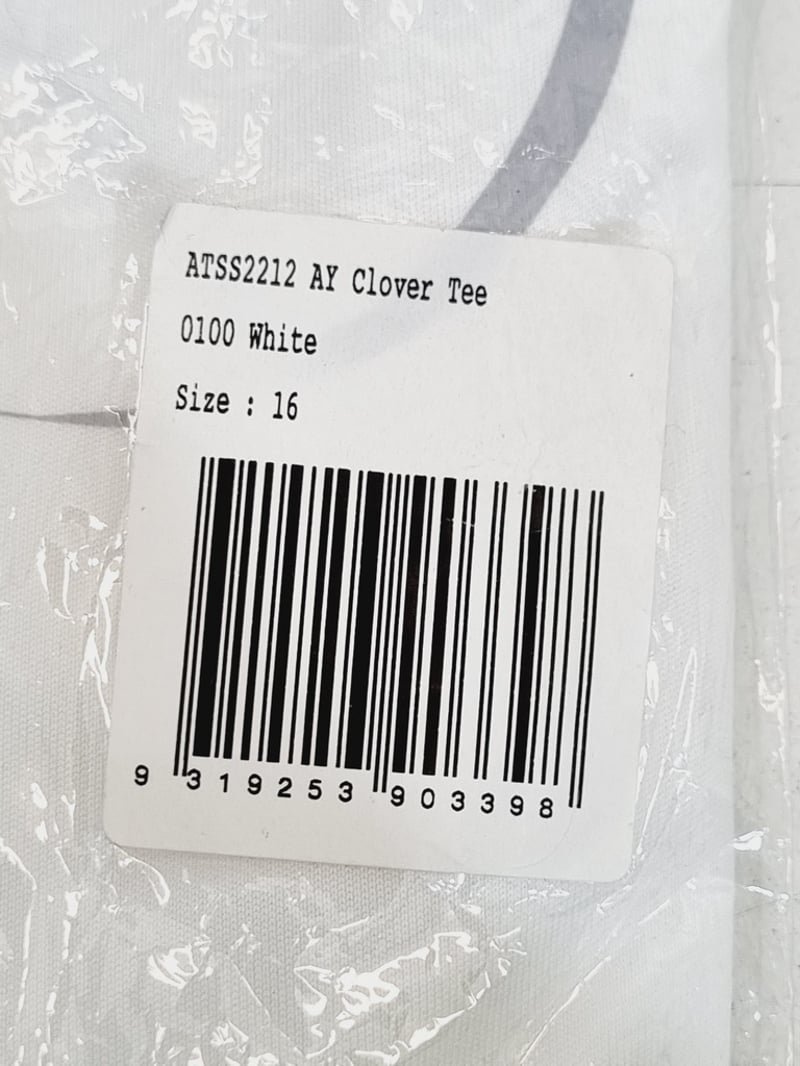 ATSS2212 AY Clover Tee
0100 White
Size : 16
9 319253 903398